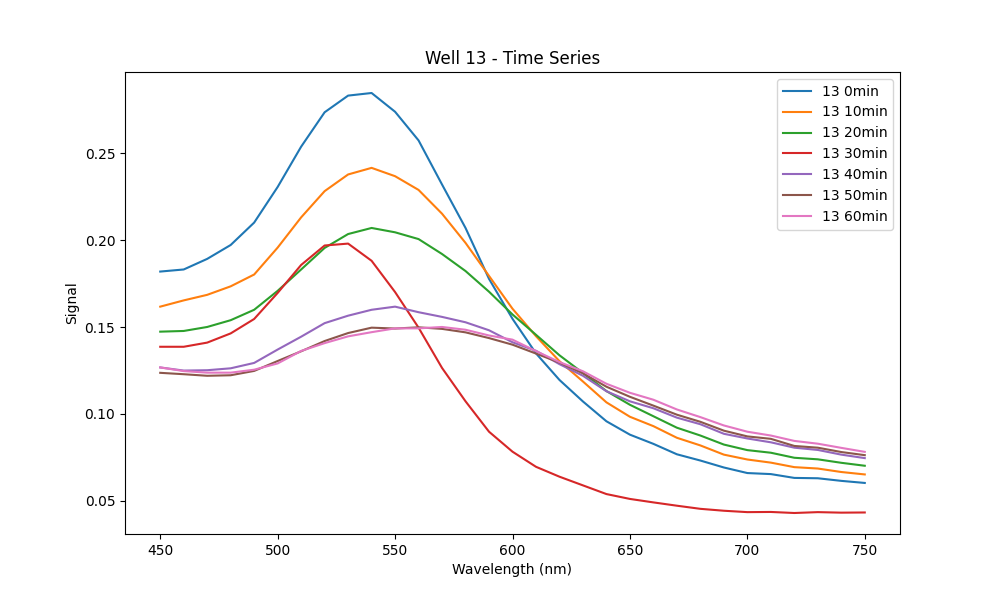 Well 13 - Time Series
13 0min
13 10min
13 20min
13 30min
13 40min
13 50min
13 60min
Signal
0.25
0.20
0.15
0.10
0.05
450 500 550 600 650 700 750
Wavelength (nm)